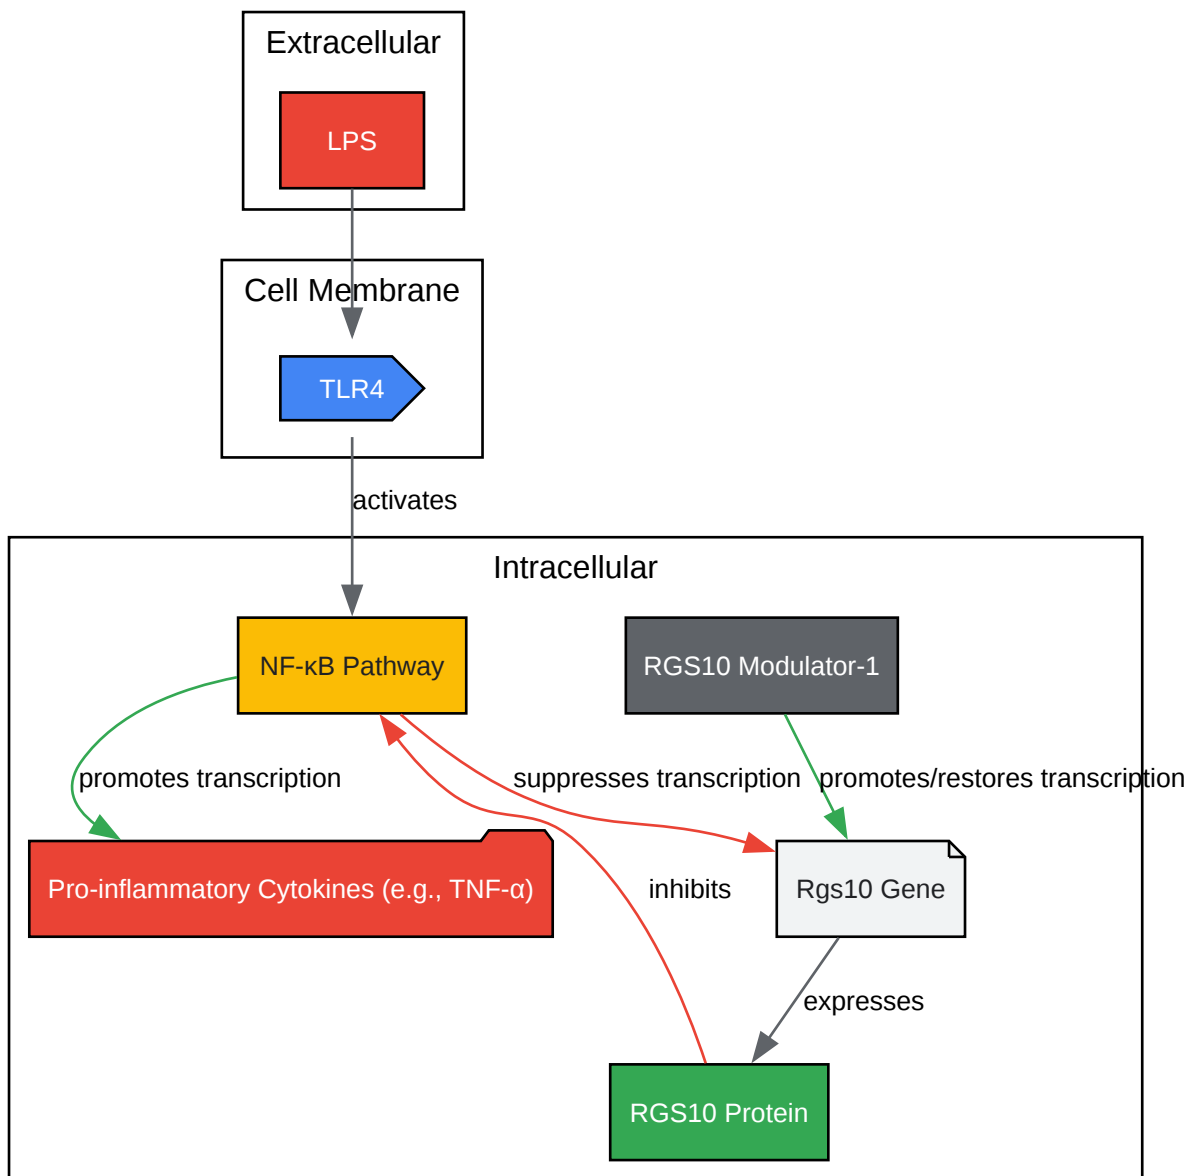 Extracellular
LPS
Cell Membrane
TLR4
activates
Intracellular
NF-κB Pathway
RGS10 Modulator-1
promotes transcription
suppresses transcription
promotes/restores transcription
Pro-inflammatory Cytokines (e.g., TNF-α)
inhibits
Rgs10 Gene
expresses
RGS10 Protein